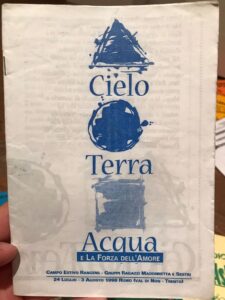 Cielo
Terra
Acqua
e La Forza dell'Amore
Campo Estivo Rangers - Gruppi Ragazzi Madonnetta e Sestri
24 Luglio - 3 Agosto 1998 Romo (Val di Non - Trento)